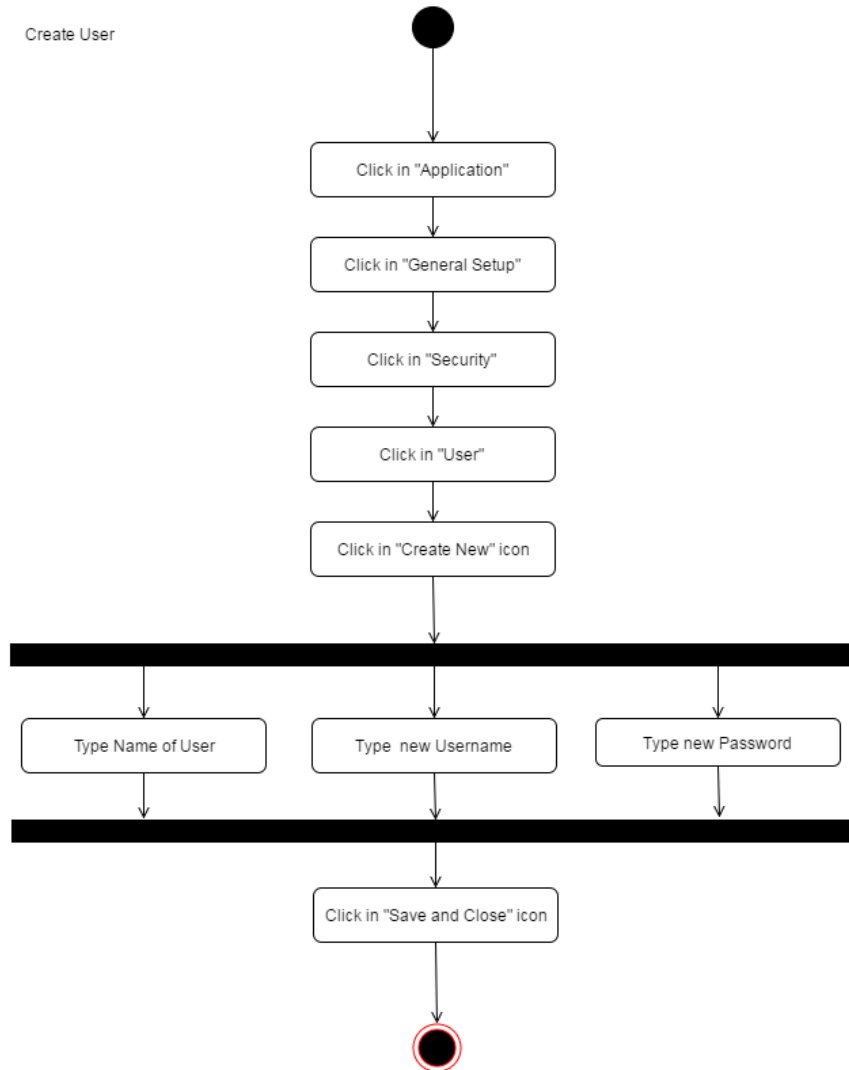 Create User
Click in "Application"
Click in "General Setup"
Click in "Security"
Click in "User"
Click in "Create New" icon
Type Name of User
Type  new Username
Type new Password
Click in "Save and Close" icon